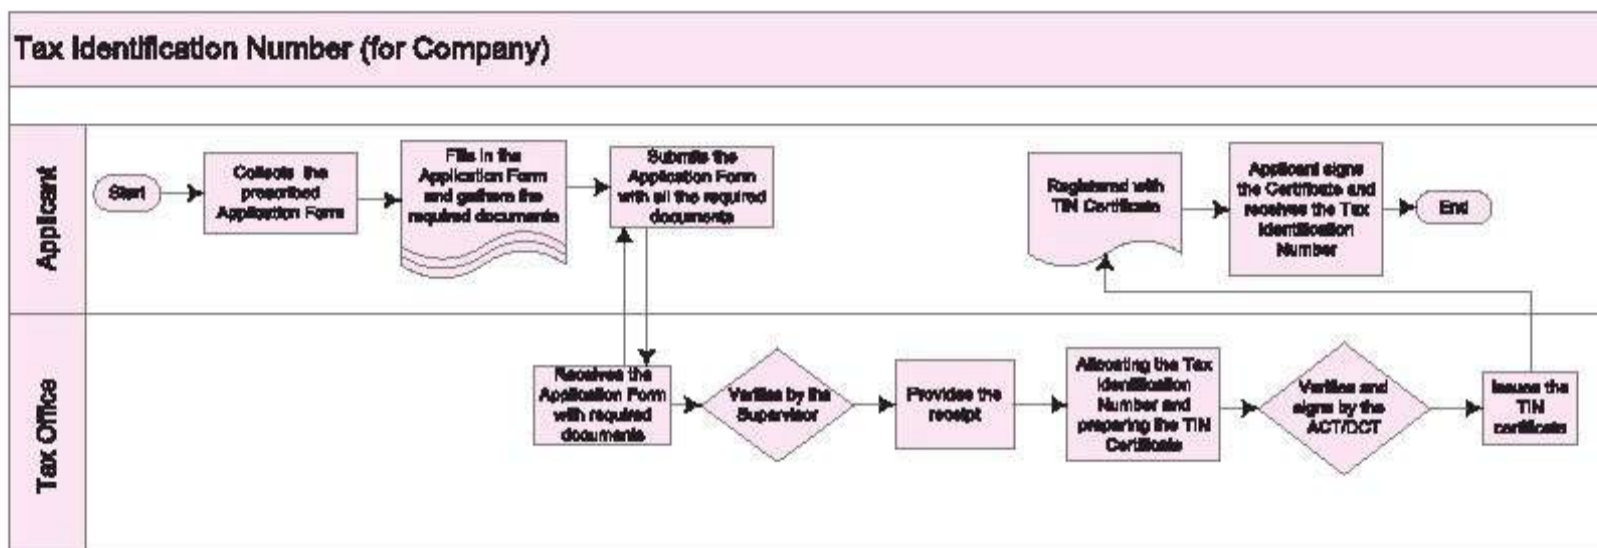 Tax Identification Number (for Company)
Applicant
Start
Collects the
prescribed
Application Form
Fills in the
Application Form
and gathers the
required documents
Submits the
Application Form
with all the required
documents
Registered with
TIN Certificate
Applicant signs
the Certificate and
receives the Tax
Identification
Number
End
Tax Office
Receives the
Application Form
with required
documents
Verifies by the
Supervisor
Provides the
receipt
Allocating the Tax
Identification
Number and
preparing the TIN
Certificate
Verifies and
signs by the
ACT/DCT
Issues the
TIN
certificate